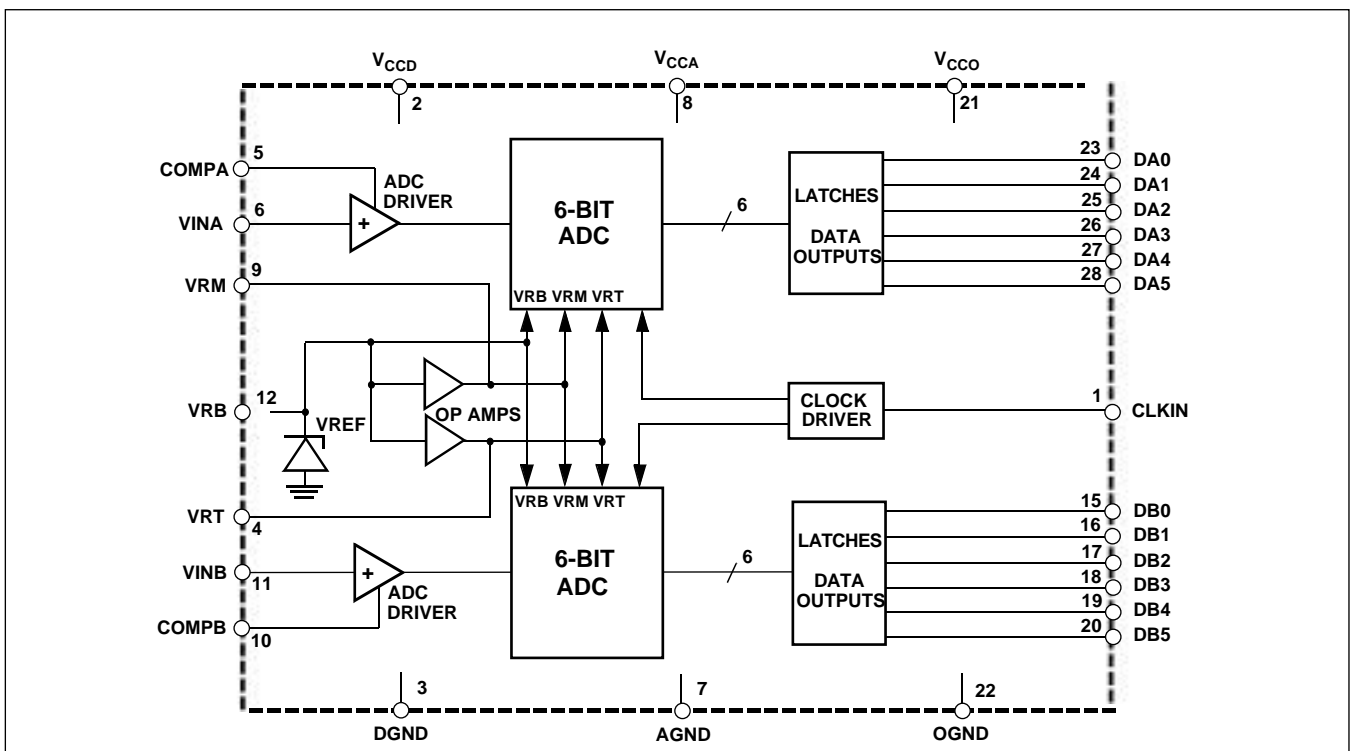 VCCD
VCCA
VCCO
2
8
21
5
COMPA
ADC
DRIVER
6
VINA
+
6-BIT
ADC
6
LATCHES
DATA
OUTPUTS
23
DA0
24
DA1
25
DA2
26
DA3
27
DA4
28
DA5
9
VRM
VRB VRM VRT
12
VRB
VREF
OP AMPS
CLOCK
DRIVER
1
CLKIN
VRT
4
VRB VRM VRT
VINB
11
+
ADC
DRIVER
COMPB
10
6-BIT
ADC
6
LATCHES
DATA
OUTPUTS
15
DB0
16
DB1
17
DB2
18
DB3
19
DB4
20
DB5
3
7
22
DGND
AGND
OGND